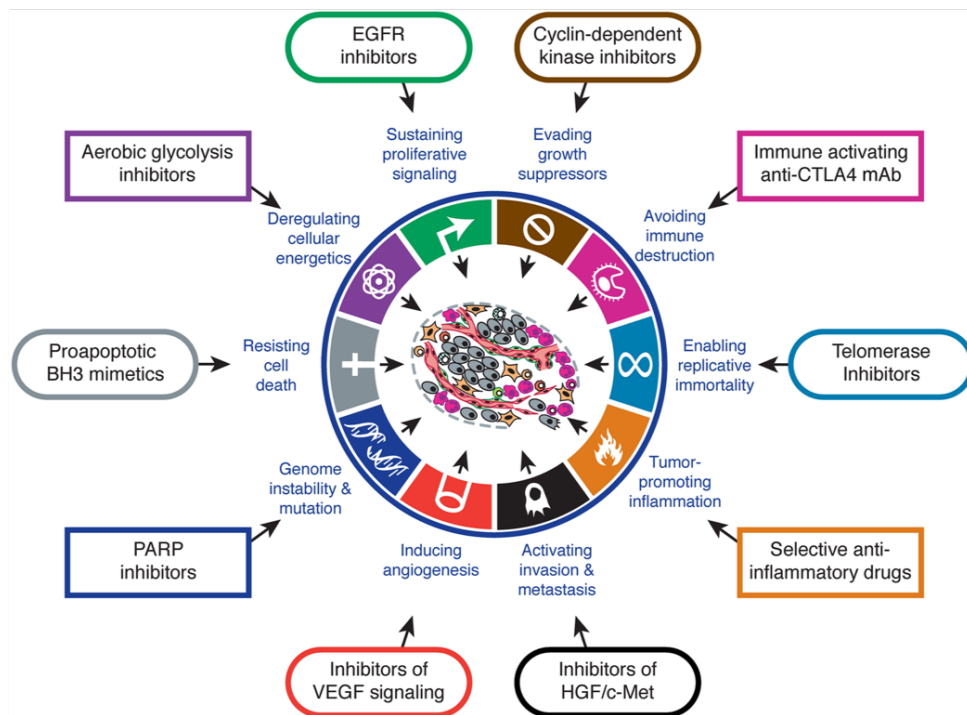 EGFR
inhibitors
Cyclin-dependent
kinase inhibitors
Sustaining
proliferative
signaling
Evading
growth
suppressors
Aerobic glycolysis
inhibitors
Immune activating
anti-CTLA4 mAb
Deregulating
cellular
energetics
Avoiding
immune
destruction
Proapoptotic
BH3 mimetics
Resisting
cell
death
Enabling
replicative
immortality
Telomerase
Inhibitors
Genome
instability &
mutation
Tumor-
promoting
inflammation
PARP
inhibitors
Inducing
angiogenesis
Activating
invasion &
metastasis
Selective anti-
inflammatory drugs
Inhibitors of
VEGF signaling
Inhibitors of
HGF/c-Met